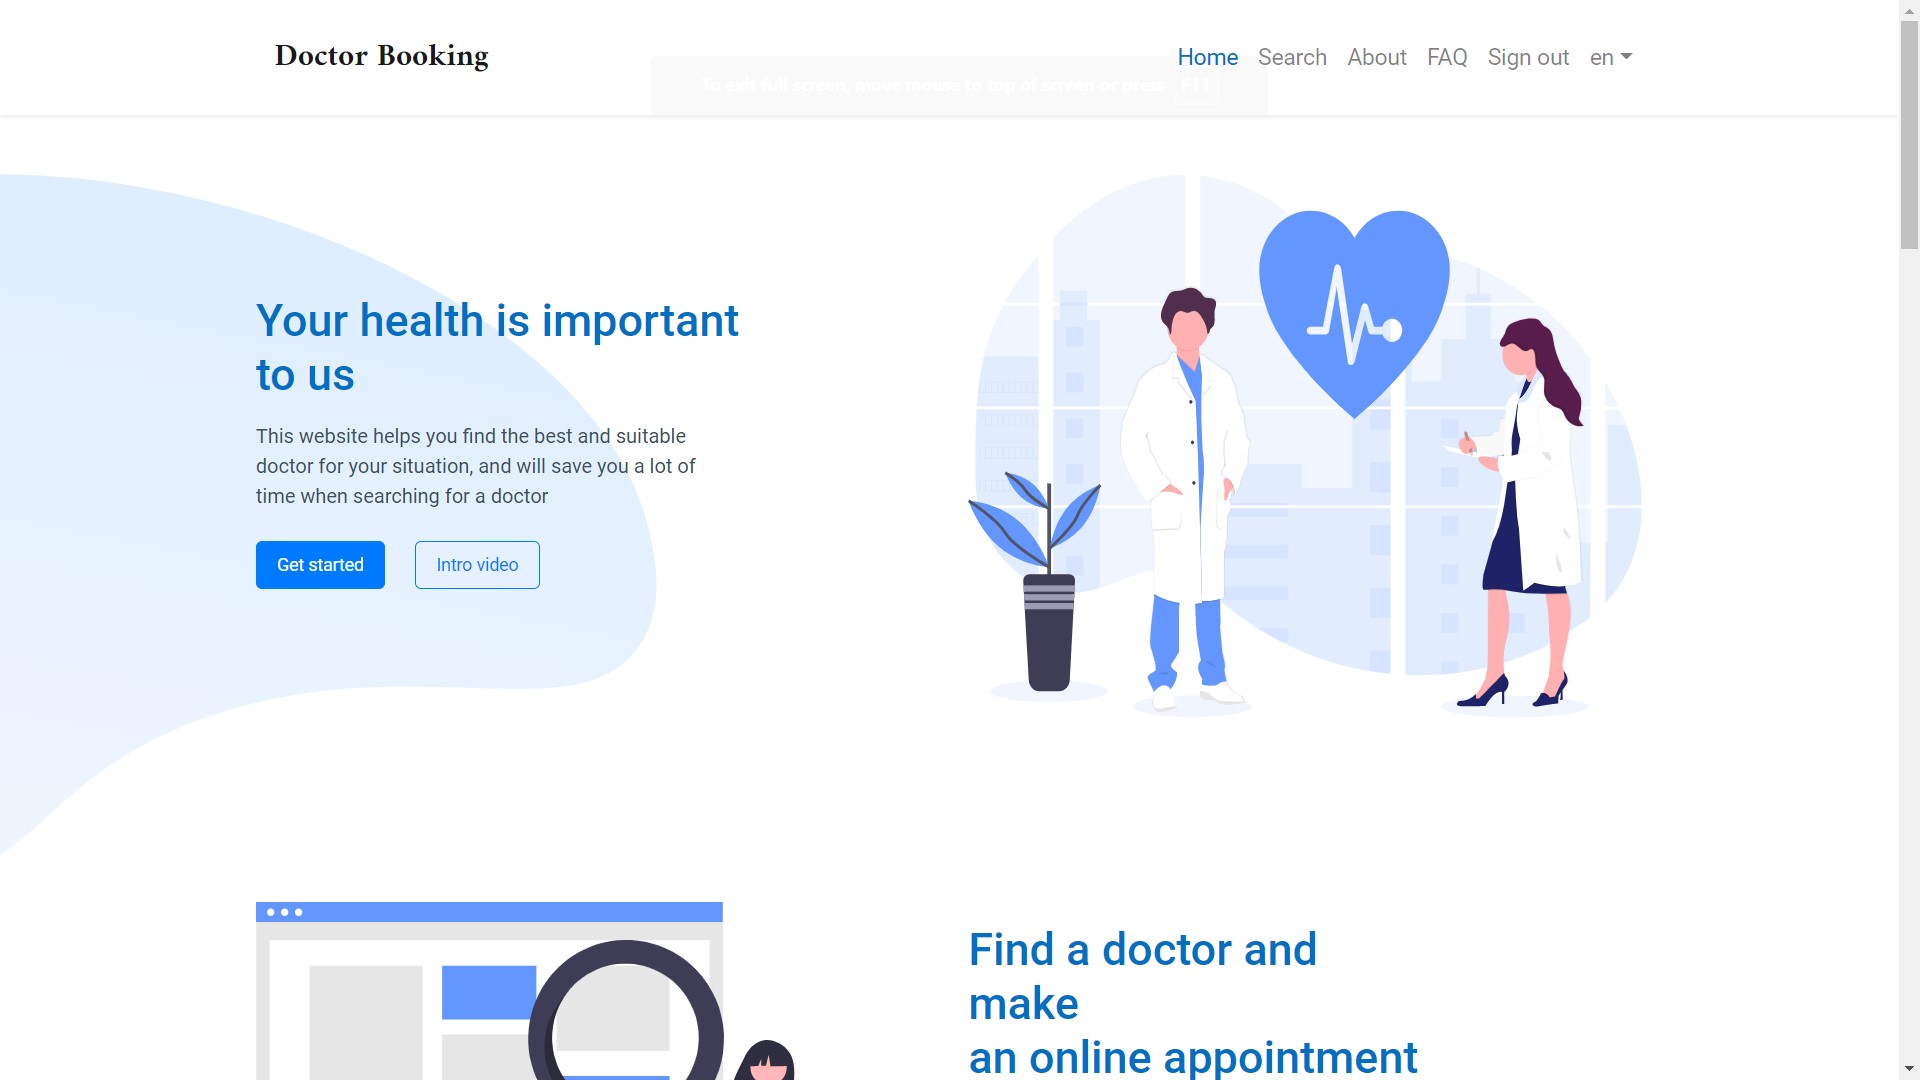 Doctor Booking
Home Search About FAQ Sign out en
To exit full screen, move mouse to top of screen or press F11
Your health is important
to us
This website helps you find the best and suitable
doctor for your situation, and will save you a lot of
time when searching for a doctor
Get started Intro video
Find a doctor and
make
an online appointment